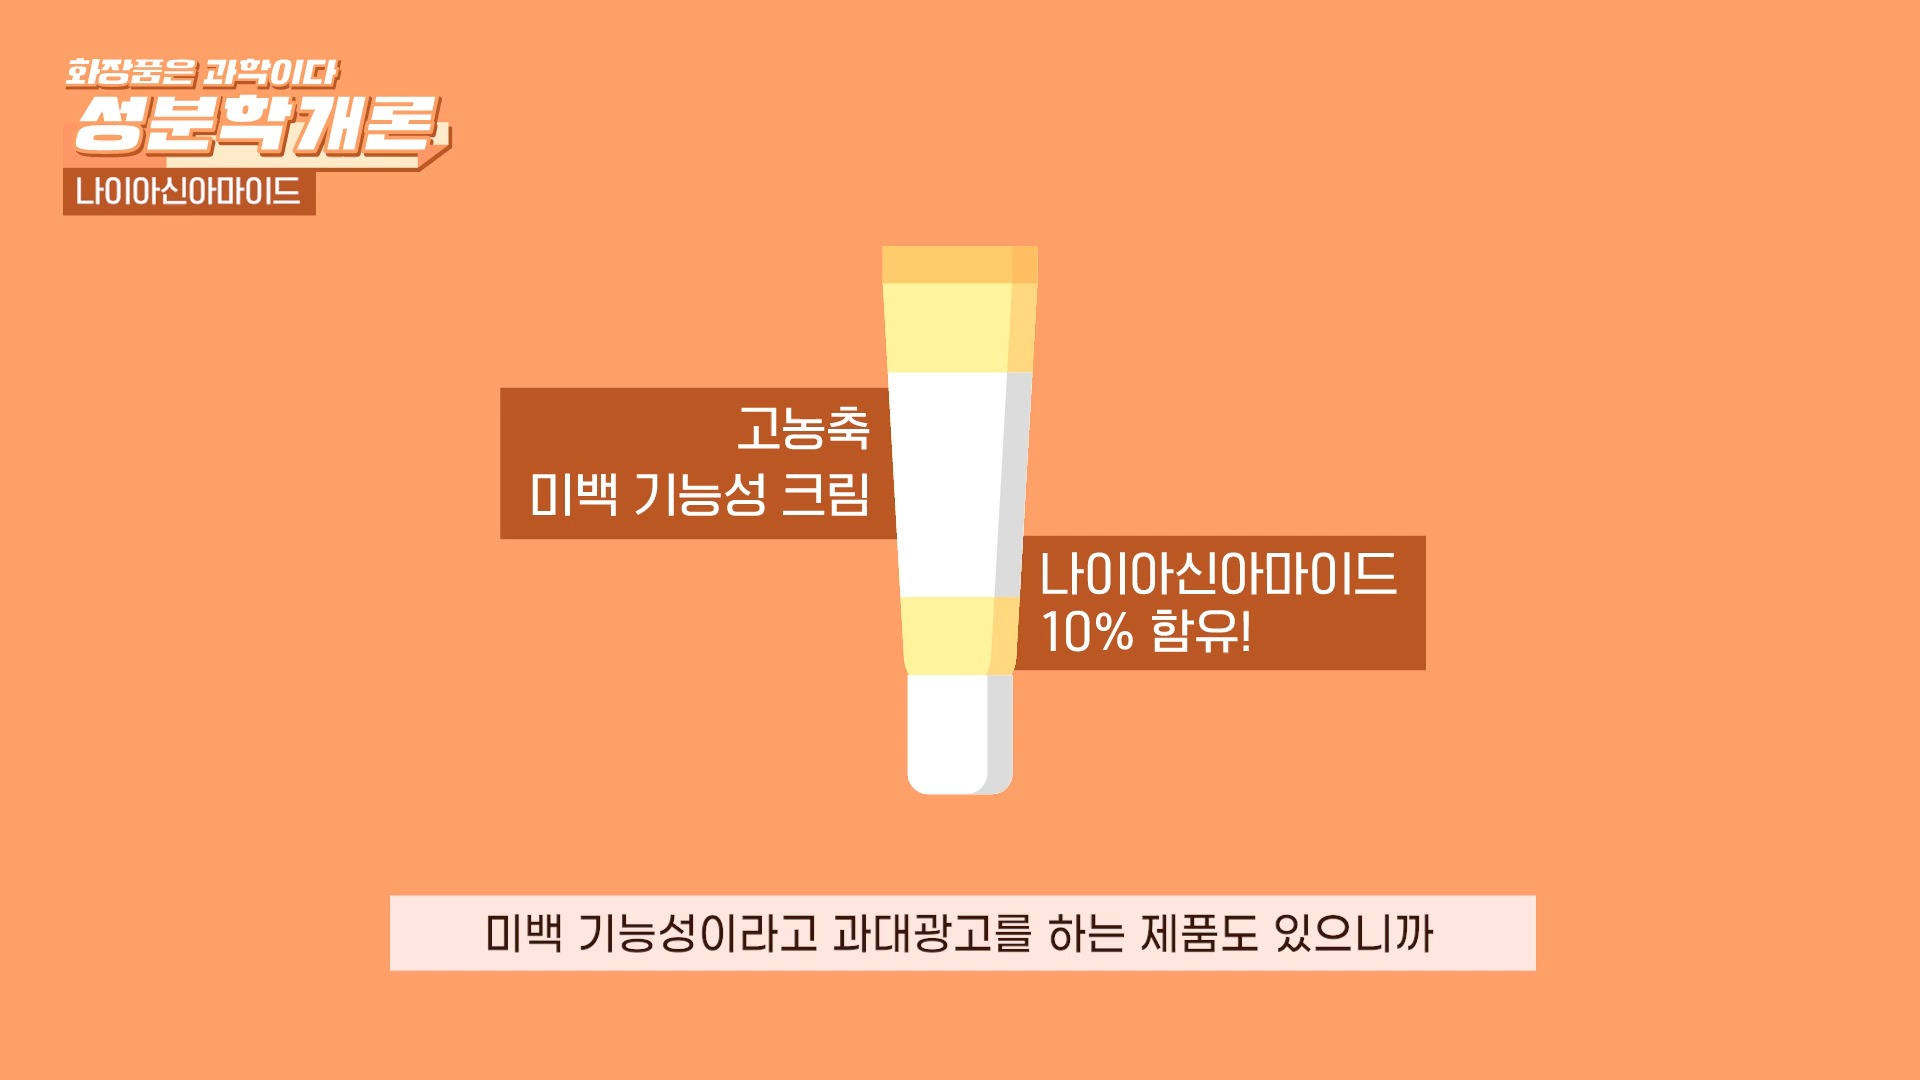 화장품은 과학이다
성분학개론
나이아신아마이드
고농축
미백 기능성 크림
나이아신아마이드
10% 함유!
미백 기능성이라고 과대광고를 하는 제품도 있으니까